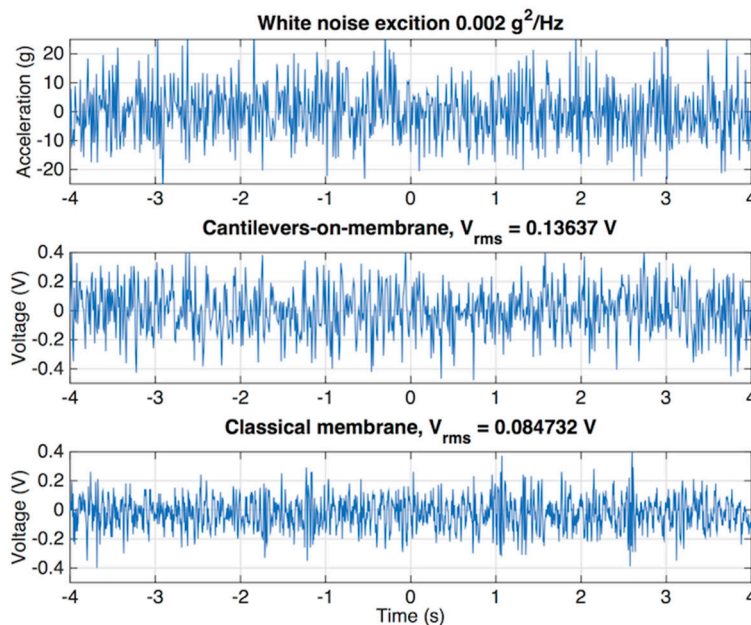 White noise excition 0.002 g²/Hz
Acceleration (g)
20
10
0
-10
-20
-4 -3 -2 -1 0 1 2 3 4
Cantilevers-on-membrane, Vrms = 0.13637 V
Voltage (V)
0.4
0.2
0
-0.2
-0.4
-4 -3 -2 -1 0 1 2 3 4
Classical membrane, Vrms = 0.084732 V
Voltage (V)
0.4
0.2
0
-0.2
-0.4
-4 -3 -2 -1 0 1 2 3 4
Time (s)